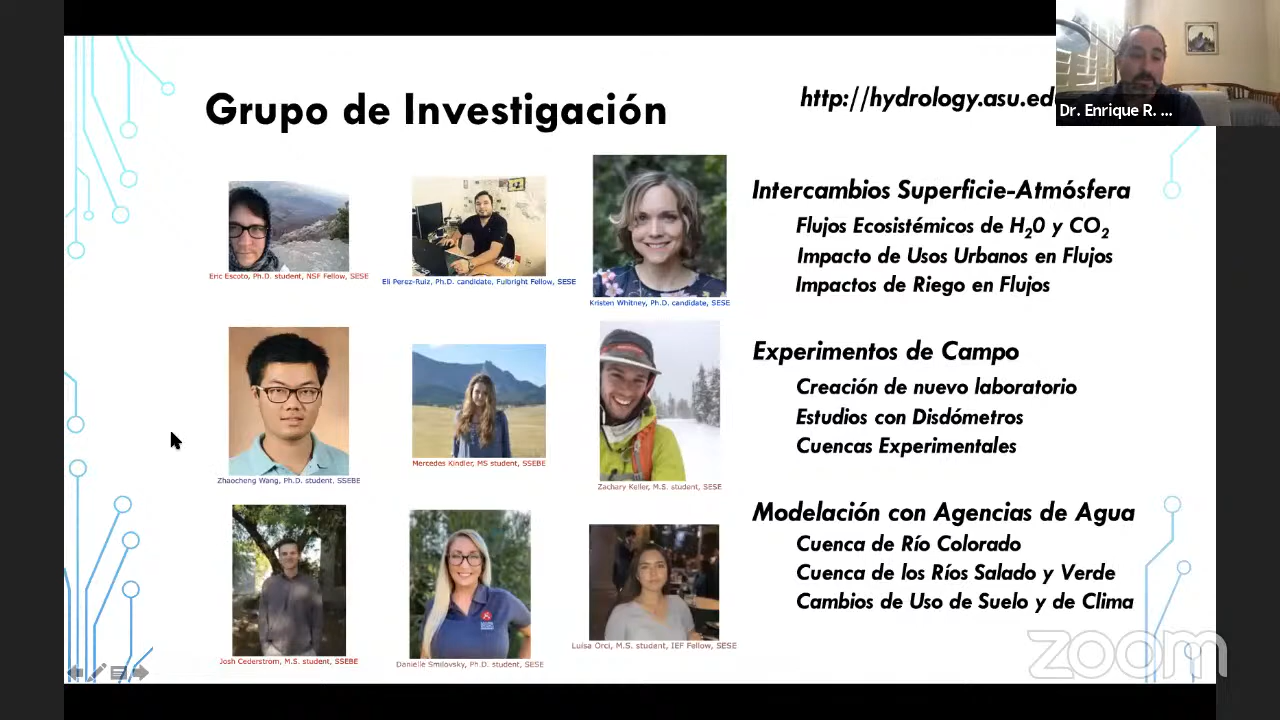 Grupo de Investigación
http://hydrology.asu.ed
Dr. Enrique R. ...
Eric Escoto, Ph.D. student, NSF Fellow, SESE
Eli Perez-Ruiz, Ph.D. candidate, Fulbright Fellow, SESE
Kristen Whitney, Ph.D. candidate, SESE
Zhaocheng Wang, Ph.D. student, SSEBE
Mercedes Kindler, MS student, SSEBE
Zachary Keller, M.S. student, SESE
Josh Cederstrom, M.S. student, SSEBE
Danielle Smilovsky, Ph.D. student, SESE
Luisa Orci, M.S. student, IEF Fellow, SESE
Intercambios Superficie-Atmósfera
Flujos Ecosistémicos de H₂0 y CO₂
Impacto de Usos Urbanos en Flujos
Impactos de Riego en Flujos
Experimentos de Campo
Creación de nuevo laboratorio
Estudios con Disdómetros
Cuencas Experimentales
Modelación con Agencias de Agua
Cuenca de Río Colorado
Cuenca de los Ríos Salado y Verde
Cambios de Uso de Suelo y de Clima
zoom